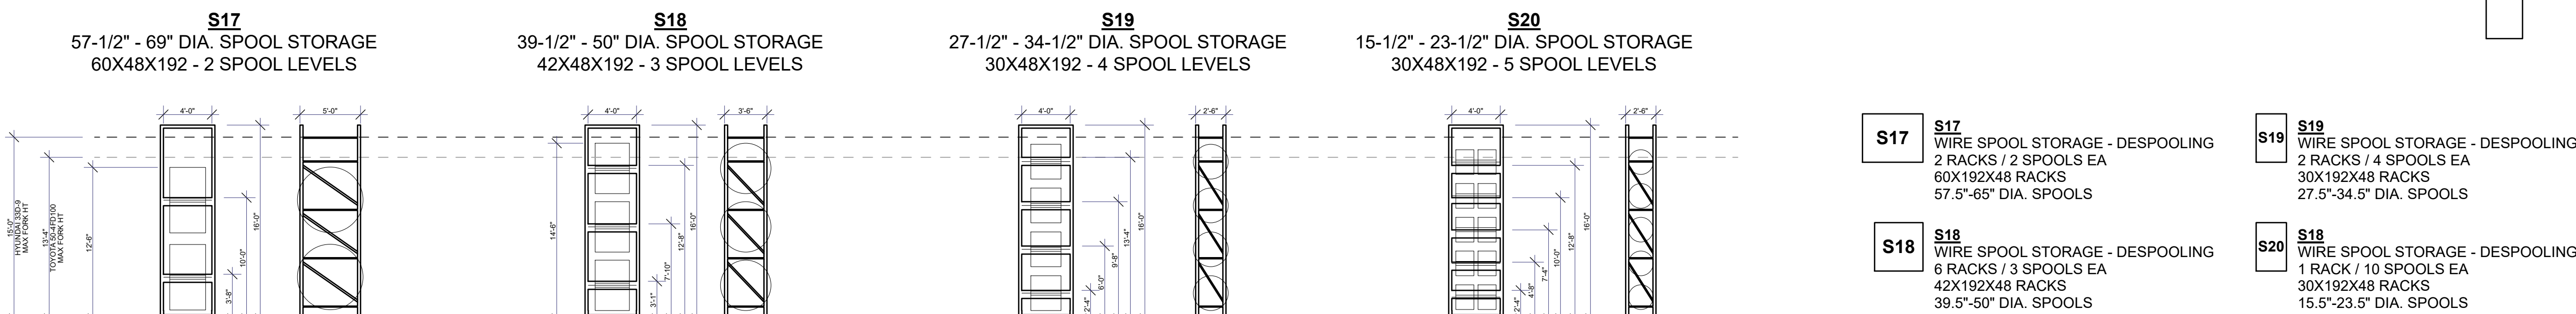 S17
57-1/2" - 69" DIA. SPOOL STORAGE
60X48X192 - 2 SPOOL LEVELS
4'-0"
5'-0"
15'-0"
HYUNDAI 33D-9
MAX FORK HT
13'-4"
TOYOTA 50-4FD100
MAX FORK HT
12'-6"
3'-8"
10'-0"
16'-0"
S18
39-1/2" - 50" DIA. SPOOL STORAGE
42X48X192 - 3 SPOOL LEVELS
4'-0"
3'-6"
14'-6"
3'-1"
7'-10"
12'-8"
16'-0"
S19
27-1/2" - 34-1/2" DIA. SPOOL STORAGE
30X48X192 - 4 SPOOL LEVELS
4'-0"
2'-6"
2'-4"
6'-0"
9'-8"
13'-4"
16'-0"
S20
15-1/2" - 23-1/2" DIA. SPOOL STORAGE
30X48X192 - 5 SPOOL LEVELS
4'-0"
2'-6"
2'-4"
4'-8"
7'-4"
10'-0"
12'-8"
16'-0"
S17
S17
WIRE SPOOL STORAGE - DESPOOLING
2 RACKS / 2 SPOOLS EA
60X192X48 RACKS
57.5"-65" DIA. SPOOLS
S18
S18
WIRE SPOOL STORAGE - DESPOOLING
6 RACKS / 3 SPOOLS EA
42X192X48 RACKS
39.5"-50" DIA. SPOOLS
S19
S19
WIRE SPOOL STORAGE - DESPOOLING
2 RACKS / 4 SPOOLS EA
30X192X48 RACKS
27.5"-34.5" DIA. SPOOLS
S20
S18
WIRE SPOOL STORAGE - DESPOOLING
1 RACK / 10 SPOOLS EA
30X192X48 RACKS
15.5"-23.5" DIA. SPOOLS